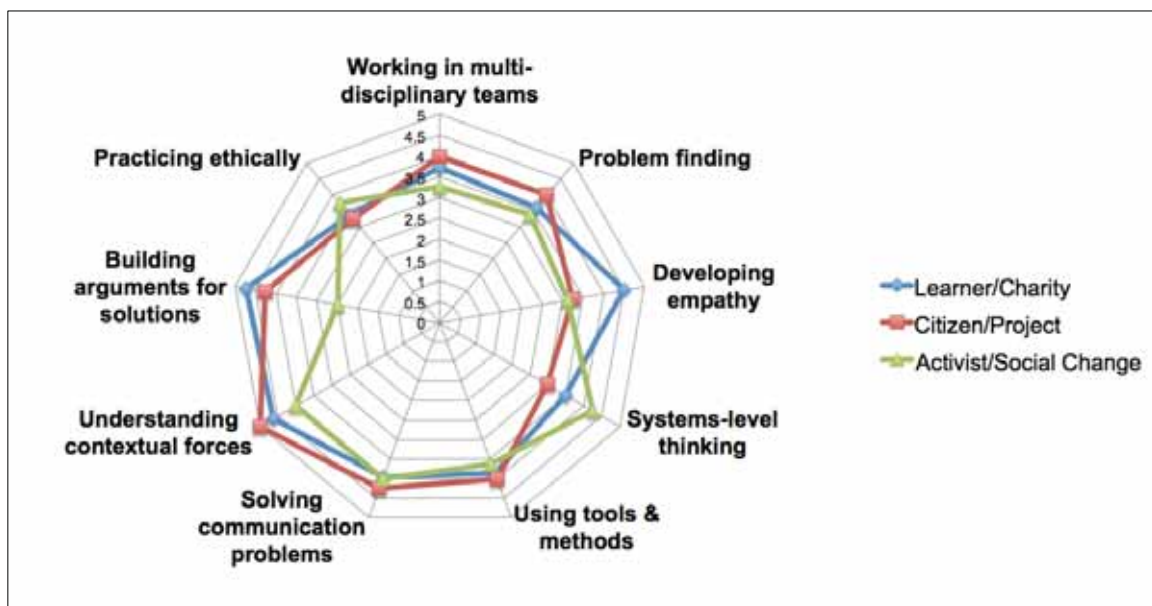 Working in multi-
disciplinary teams
Problem finding
Developing
empathy
Systems-level
thinking
Using tools &
methods
Solving
communication
problems
Understanding
contextual forces
Building
arguments for
solutions
Practicing ethically
5
4.5
4
3.5
3
2.5
2
1.5
1
0.5
0
Learner/Charity
Citizen/Project
Activist/Social Change